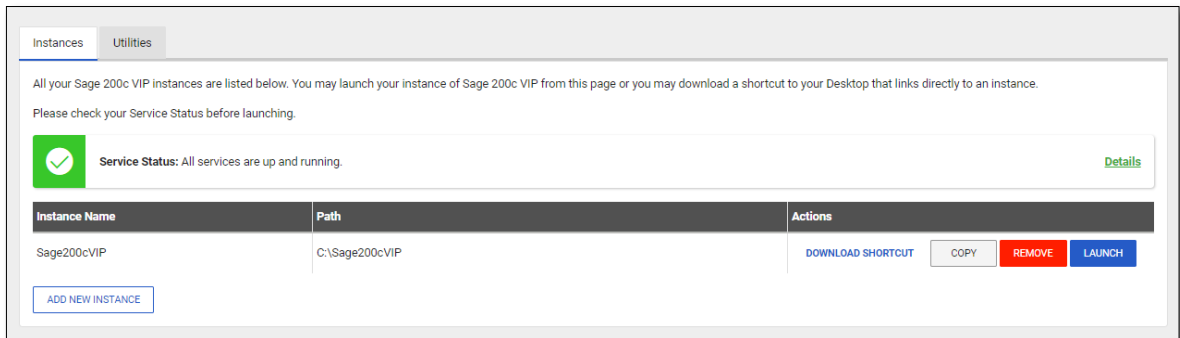 Instances Utilities
All your Sage 200c VIP instances are listed below. You may launch your instance of Sage 200c VIP from this page or you may download a shortcut to your Desktop that links directly to an instance.
Please check your Service Status before launching.
Service Status: All services are up and running. Details
Instance Name Path Actions
Sage200cVIP C:\Sage200cVIP DOWNLOAD SHORTCUT COPY REMOVE LAUNCH
ADD NEW INSTANCE